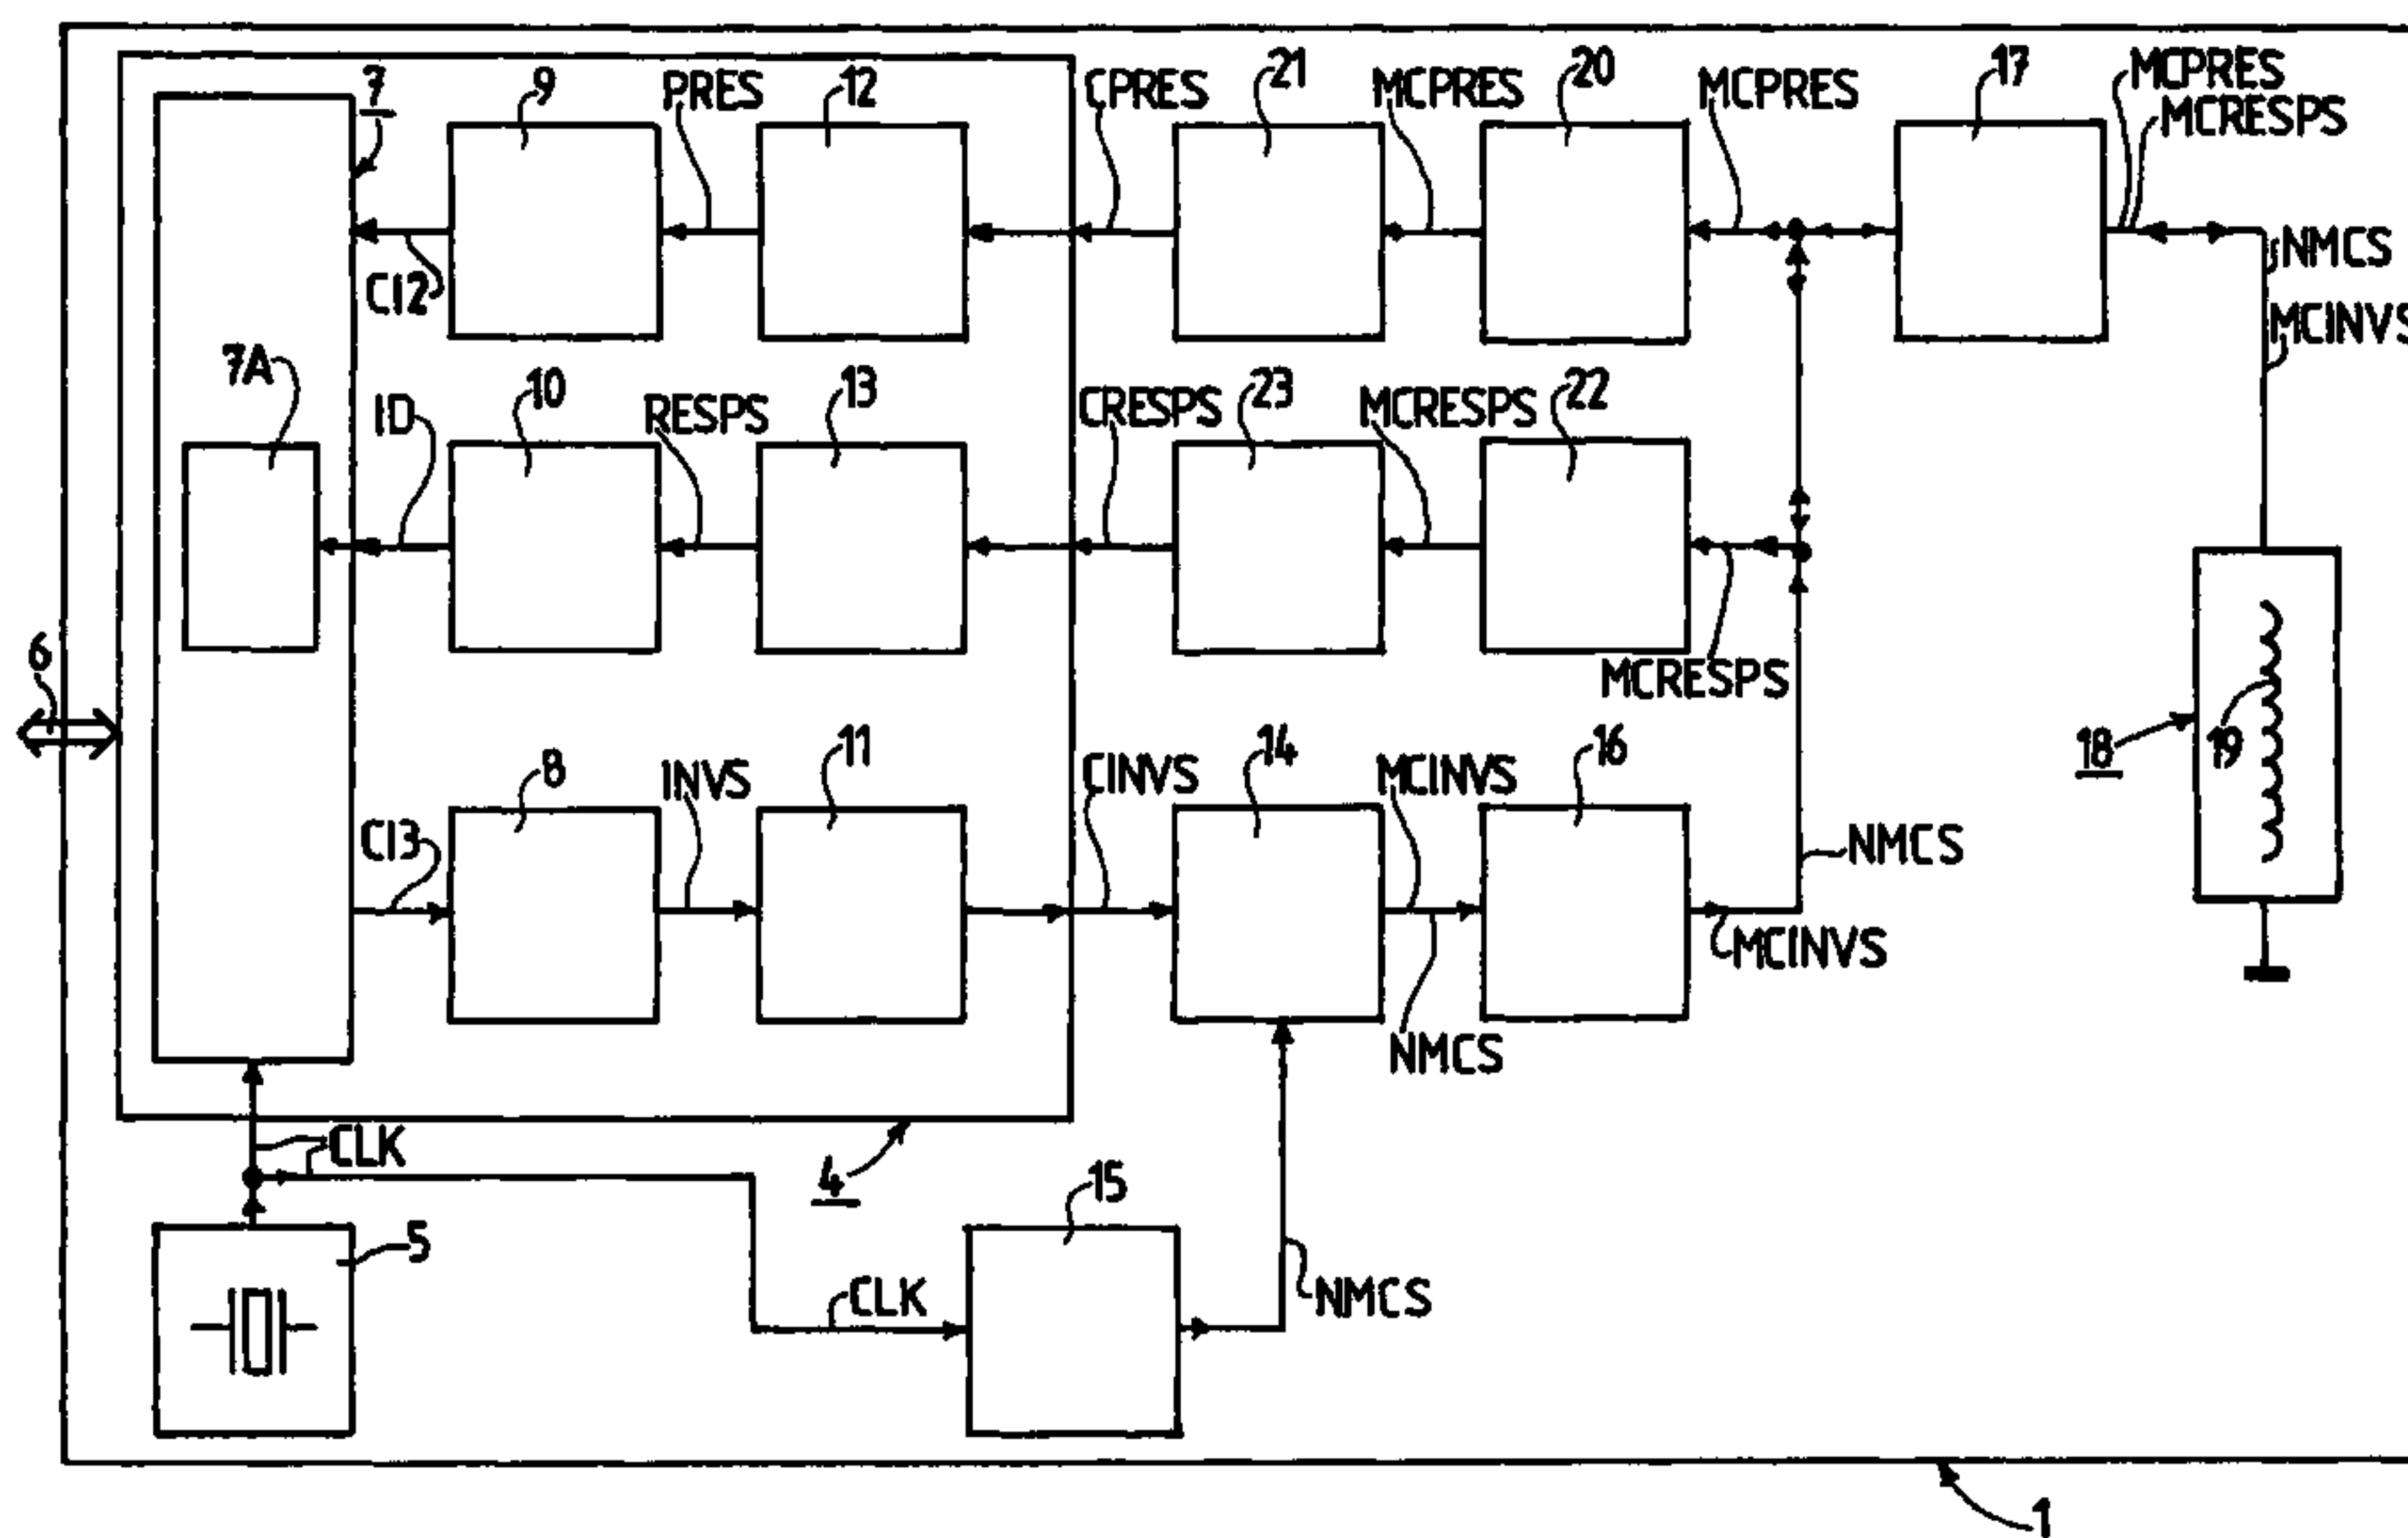 7
9
PRES
12
CPRES
21
MCPRES
20
MCPRES
17
MCPRES
MCRESPS
NMCS
CI2
MCINVS
7A
ID
10
RESPS
13
CRESPS
23
MCRESPS
22
MCRESPS
6
18
19
CI3
8
INVS
11
CINVS
14
MCINVS
16
NMCS
MCINVS
NMCS
CLK
4
15
5
CLK
NMCS
1